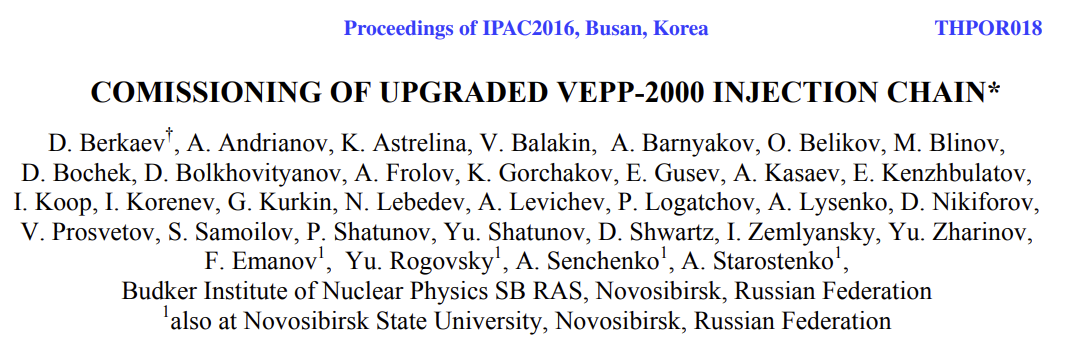 Proceedings of IPAC2016, Busan, Korea THPOR018
COMISSIONING OF UPGRADED VEPP-2000 INJECTION CHAIN*
D. Berkaev†, A. Andrianov, K. Astrelina, V. Balakin, A. Barnyakov, O. Belikov, M. Blinov,
D. Bochek, D. Bolkhovityanov, A. Frolov, K. Gorchakov, E. Gusev, A. Kasaev, E. Kenzhbulatov,
I. Koop, I. Korenev, G. Kurkin, N. Lebedev, A. Levichev, P. Logatchov, A. Lysenko, D. Nikiforov,
V. Prosvetov, S. Samoilov, P. Shatunov, Yu. Shatunov, D. Shwartz, I. Zemlyansky, Yu. Zharinov,
F. Emanov¹, Yu. Rogovsky¹, A. Senchenko¹, A. Starostenko¹,
Budker Institute of Nuclear Physics SB RAS, Novosibirsk, Russian Federation
¹also at Novosibirsk State University, Novosibirsk, Russian Federation